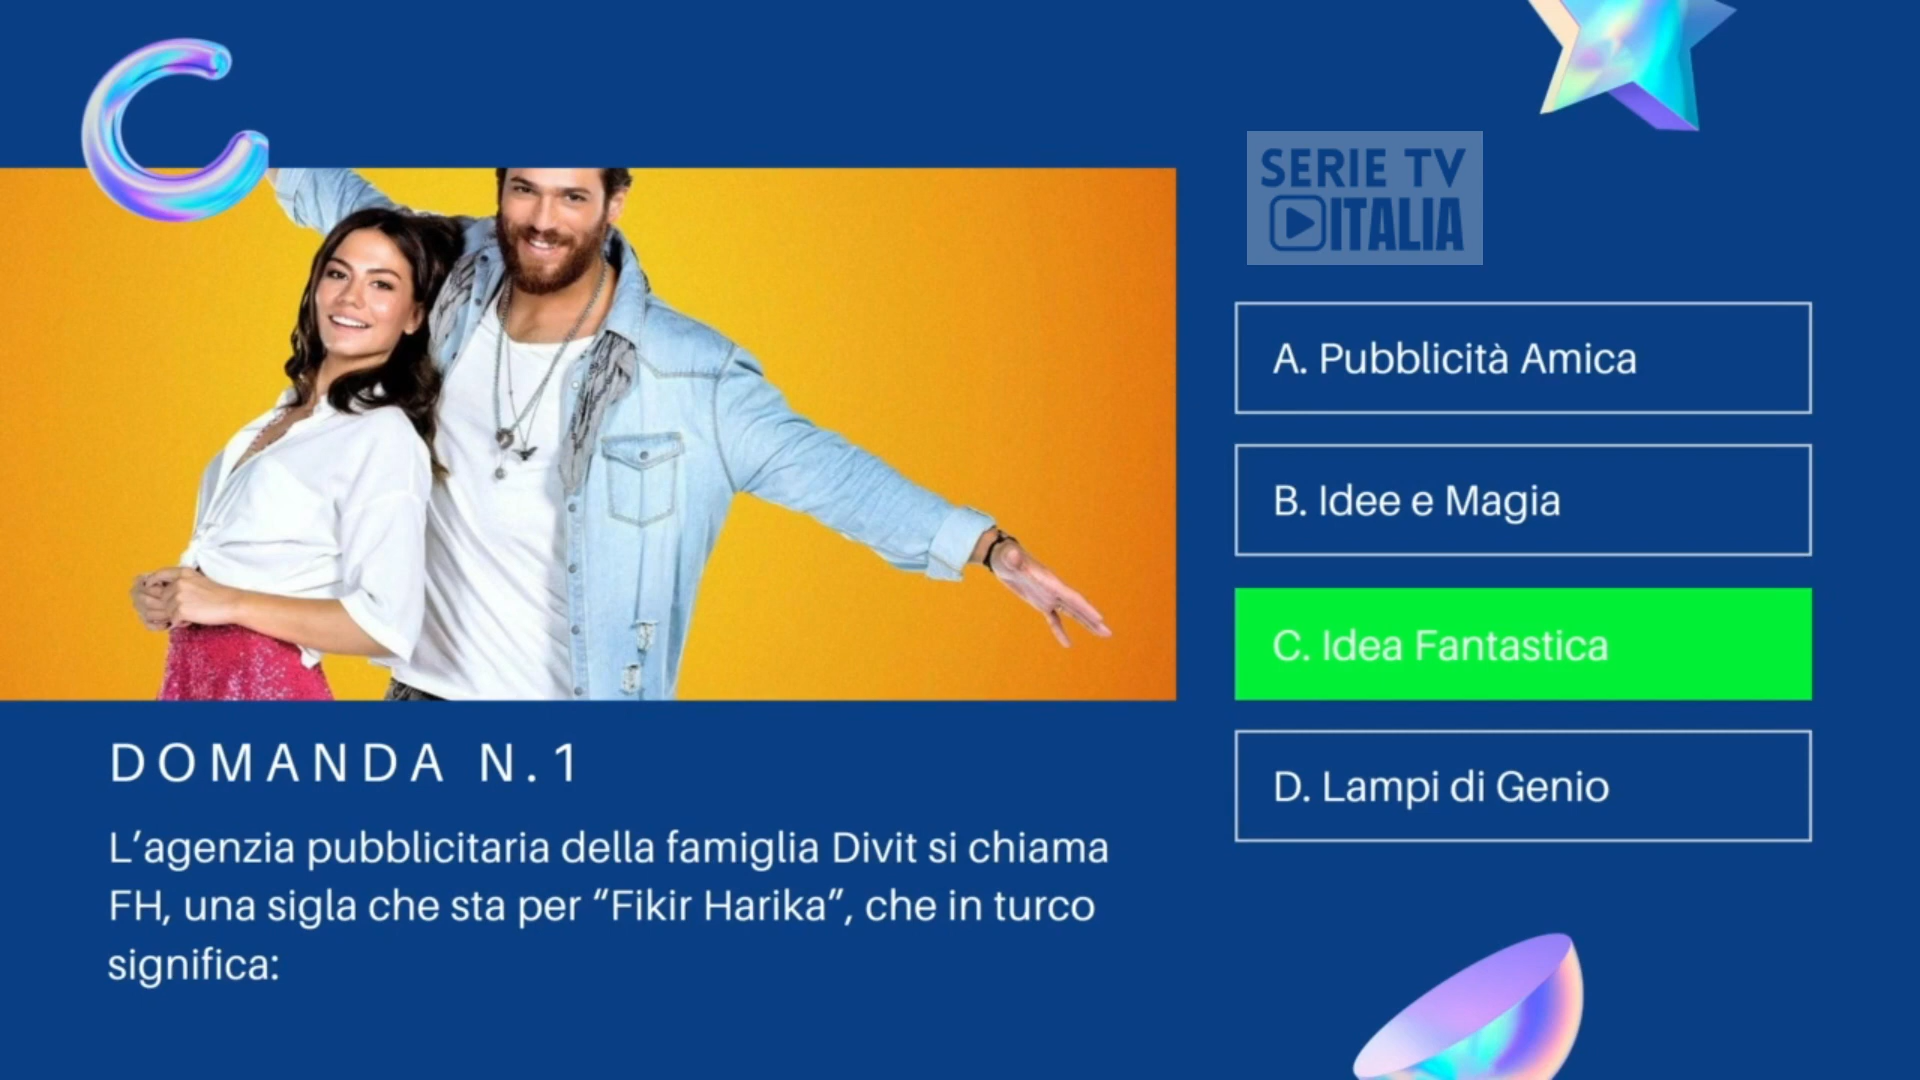 SERIE TV
ITALIA
A. Pubblicità Amica
B. Idee e Magia
C. Idea Fantastica
D. Lampi di Genio
DOMANDA N.1
L’agenzia pubblicitaria della famiglia Divit si chiama
FH, una sigla che sta per “Fikir Harika”, che in turco
significa: